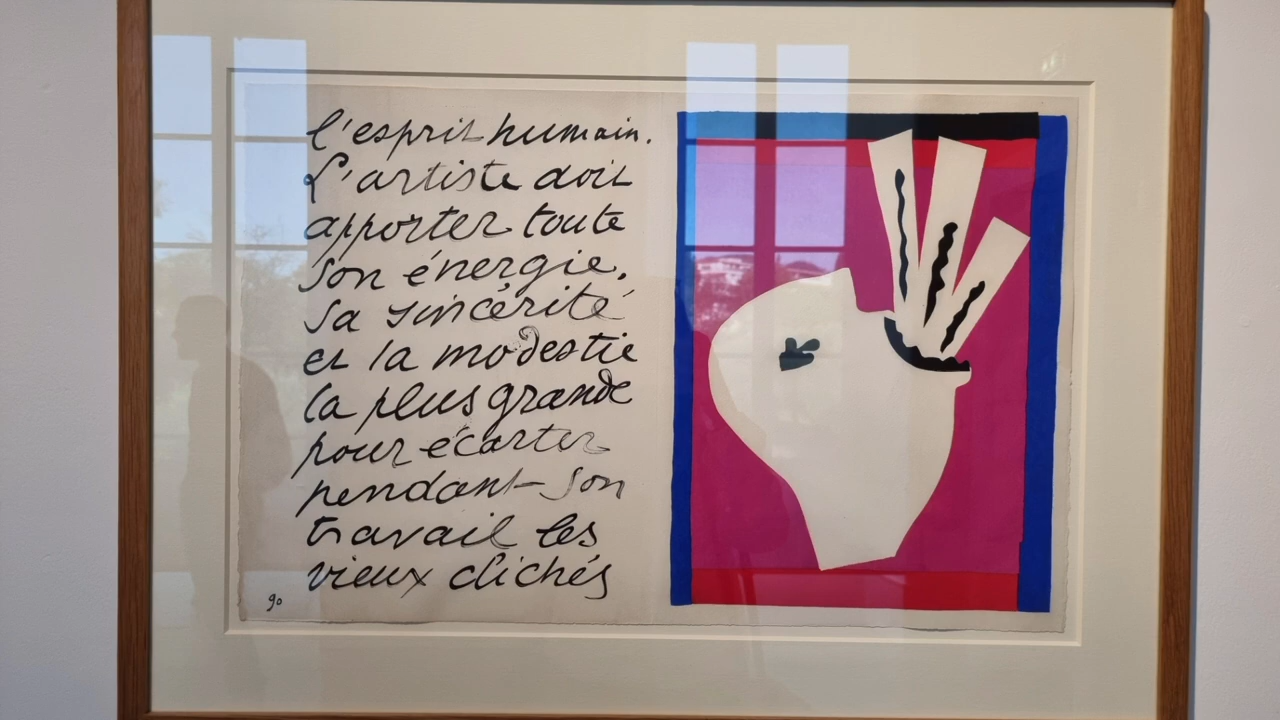 l'esprit humain.
L'artiste doit
apporter toute
son énergie,
sa sincérité
et la modestie
la plus grande
pour écarter
pendant son
travail les
vieux clichés
90